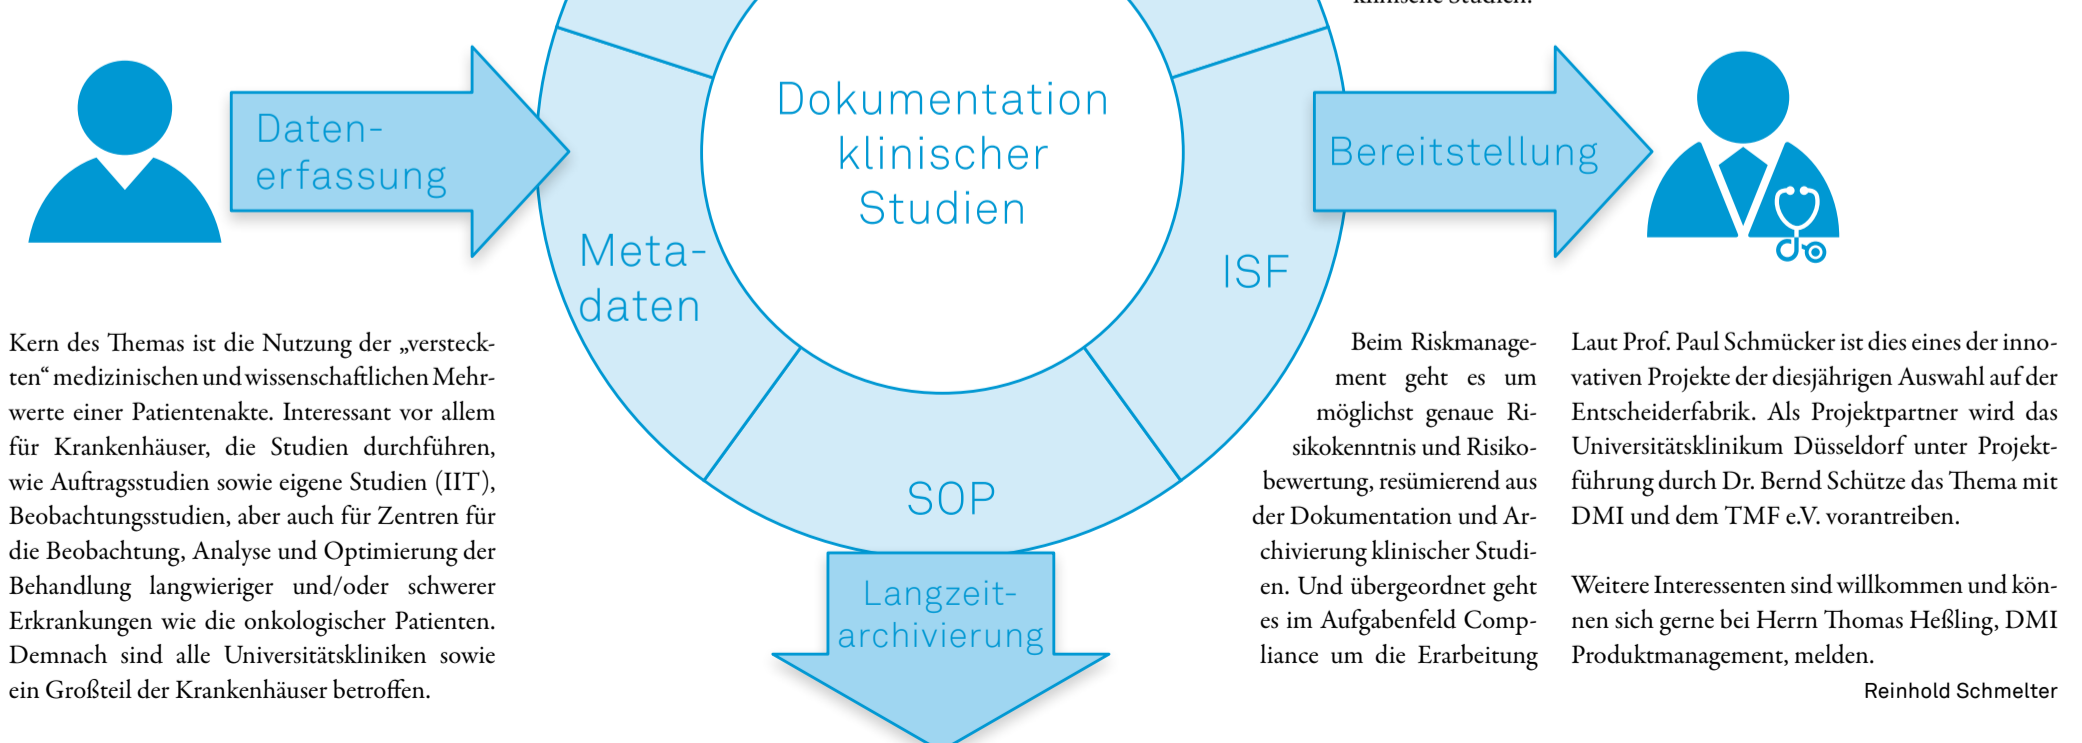 klinische Studien.
Daten-
erfassung
Dokumentation
klinischer
Studien
Bereitstellung
Meta-
daten
ISF
SOP
Langzeit-
archivierung
Kern des Themas ist die Nutzung der „versteck-
ten“ medizinischen und wissenschaftlichen Mehr-
werte einer Patientenakte. Interessant vor allem
für Krankenhäuser, die Studien durchführen,
wie Auftragsstudien sowie eigene Studien (IIT),
Beobachtungsstudien, aber auch für Zentren für
die Beobachtung, Analyse und Optimierung der
Behandlung langwieriger und/oder schwerer
Erkrankungen wie die onkologischer Patienten.
Demnach sind alle Universitätskliniken sowie
ein Großteil der Krankenhäuser betroffen.
Beim Riskmanage-
ment geht es um
möglichst genaue Ri-
sikokenntnis und Risiko-
bewertung, resümierend aus
der Dokumentation und Ar-
chivierung klinischer Studi-
en. Und übergeordnet geht
es im Aufgabenfeld Comp-
liance um die Erarbeitung
Laut Prof. Paul Schmücker ist dies eines der inno-
vativen Projekte der diesjährigen Auswahl auf der
Entscheiderfabrik. Als Projektpartner wird das
Universitätsklinikum Düsseldorf unter Projekt-
führung durch Dr. Bernd Schütze das Thema mit
DMI und dem TMF e.V. vorantreiben.
Weitere Interessenten sind willkommen und kön-
nen sich gerne bei Herrn Thomas Heßling, DMI
Produktmanagement, melden.
Reinhold Schmelter